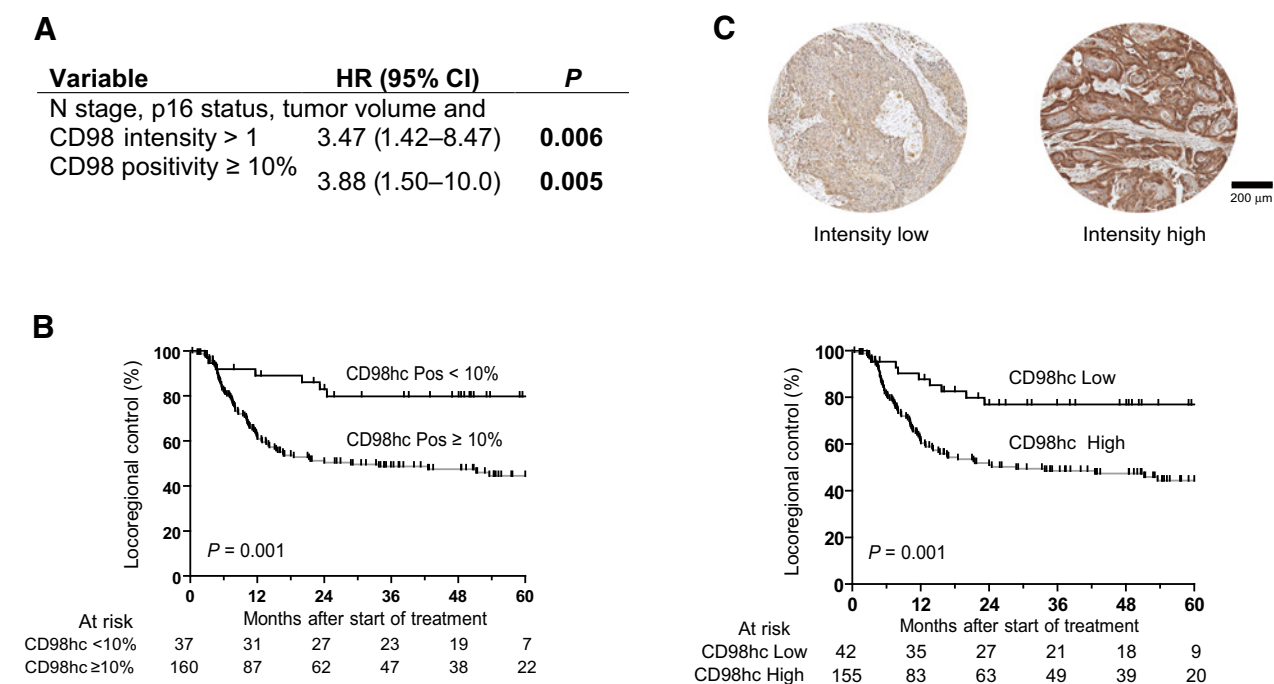 A
Variable HR (95% CI) P
N stage, p16 status, tumor volume and
CD98 intensity > 1 3.47 (1.42–8.47) 0.006
CD98 positivity ≥ 10% 3.88 (1.50–10.0) 0.005
C
Intensity low
Intensity high
200 μm
B
Locoregional control (%)
100
80
60
40
20
0
CD98hc Pos < 10%
CD98hc Pos ≥ 10%
P = 0.001
0 12 24 36 48 60
Months after start of treatment
At risk
CD98hc <10% 37 31 27 23 19 7
CD98hc ≥10% 160 87 62 47 38 22
Locoregional control (%)
100
80
60
40
20
0
CD98hc Low
CD98hc High
P = 0.001
0 12 24 36 48 60
Months after start of treatment
At risk
CD98hc Low 42 35 27 21 18 9
CD98hc High 155 83 63 49 39 20